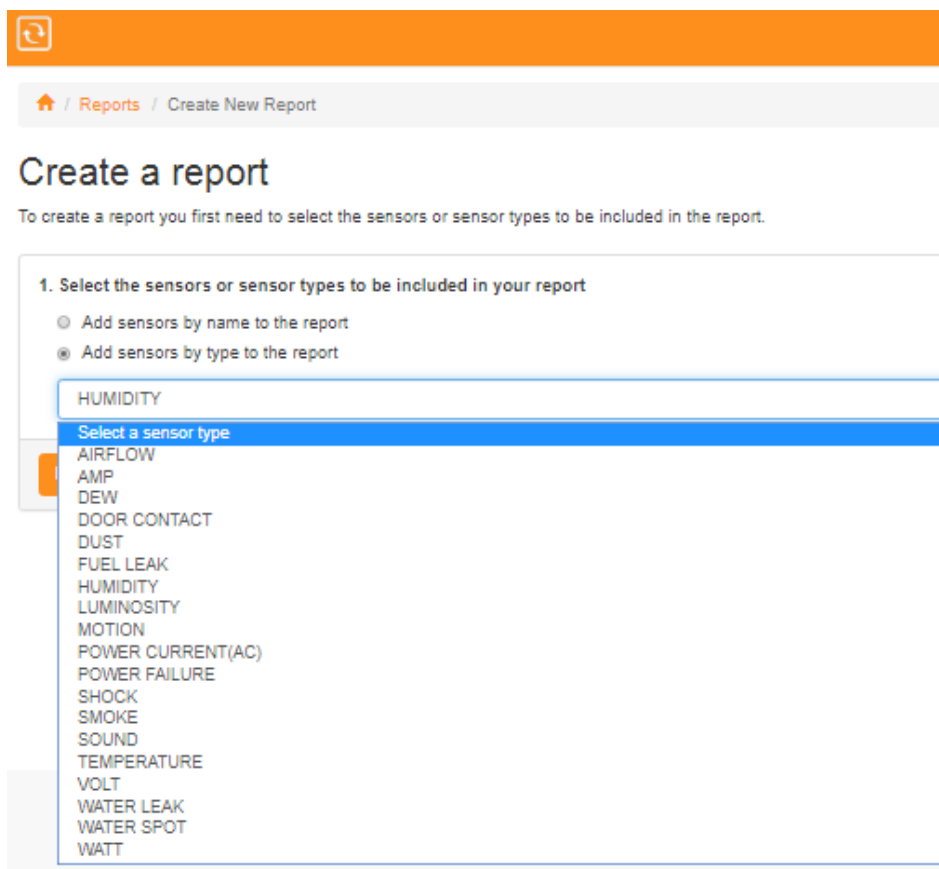 / Reports / Create New Report
Create a report
To create a report you first need to select the sensors or sensor types to be included in the report.
1. Select the sensors or sensor types to be included in your report
Add sensors by name to the report
Add sensors by type to the report
HUMIDITY
Select a sensor type
AIRFLOW
AMP
DEW
DOOR CONTACT
DUST
FUEL LEAK
HUMIDITY
LUMINOSITY
MOTION
POWER CURRENT(AC)
POWER FAILURE
SHOCK
SMOKE
SOUND
TEMPERATURE
VOLT
WATER LEAK
WATER SPOT
WATT